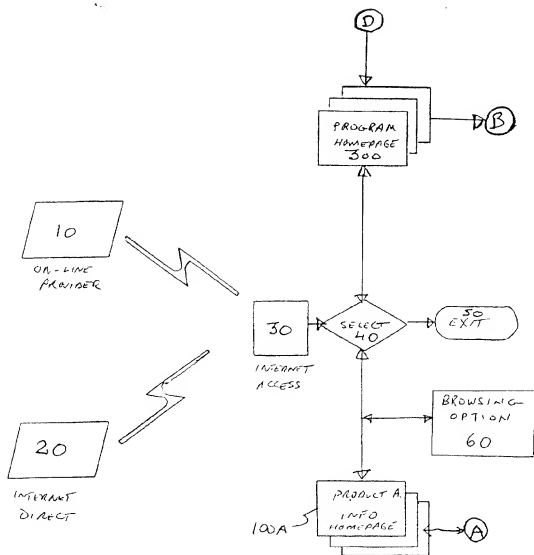 D
PROGRAM
HOMEPAGE
300
B
10
ON-LINE
PROVIDER
30
INTERNET
ACCESS
SELECT
40
50
EXIT
BROWSING
OPTION
60
20
INTERNET
DIRECT
100A
PRODUCT A.
INFO
HOMEPAGE
A